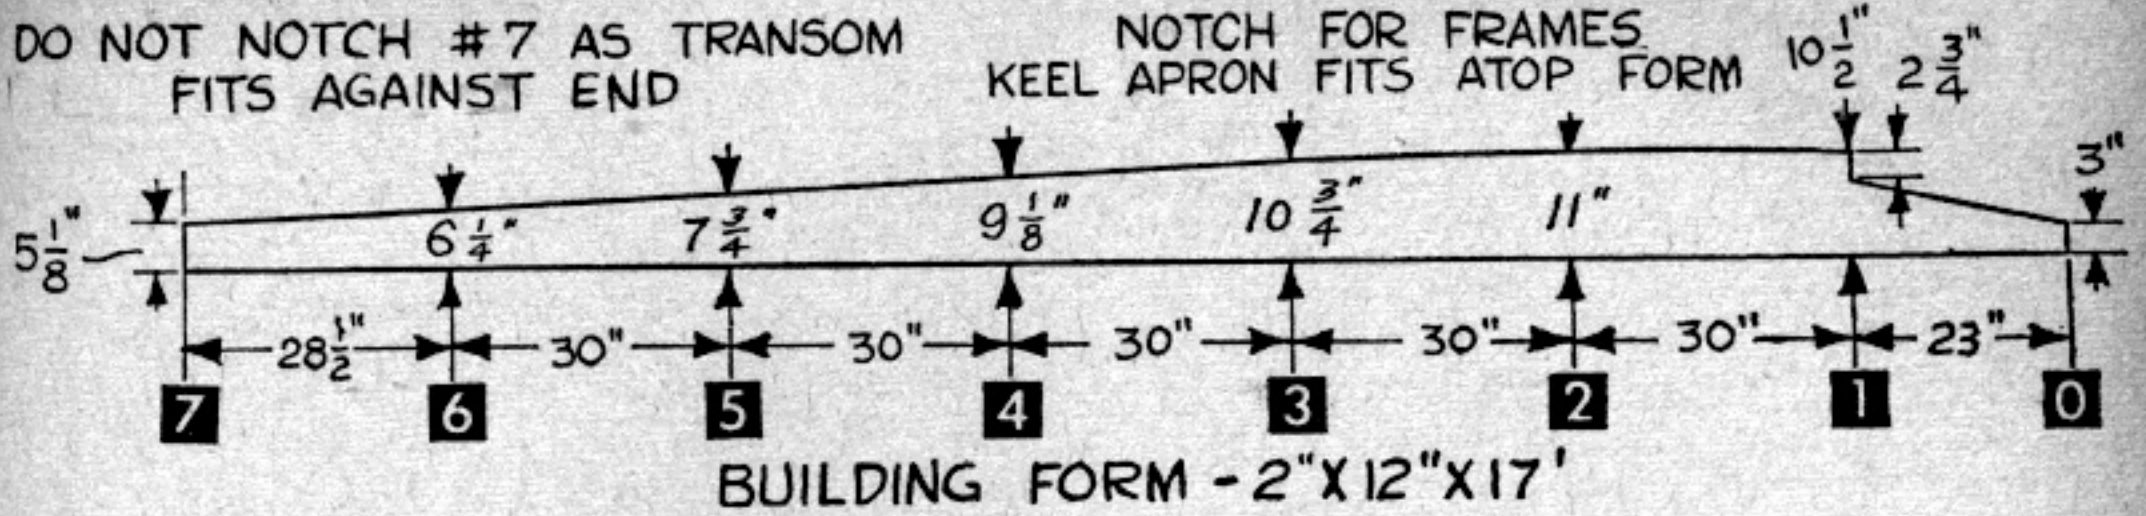 DO NOT NOTCH #7 AS TRANSOM
FITS AGAINST END
NOTCH FOR FRAMES
KEEL APRON FITS ATOP FORM
10 1/2" 2 3/4"
3"
5 1/8" 6 1/4" 7 3/4" 9 1/8" 10 3/4" 11"
28 1/2" 30" 30" 30" 30" 30" 23"
7 6 5 4 3 2 1 0
BUILDING FORM - 2" X 12" X 17'